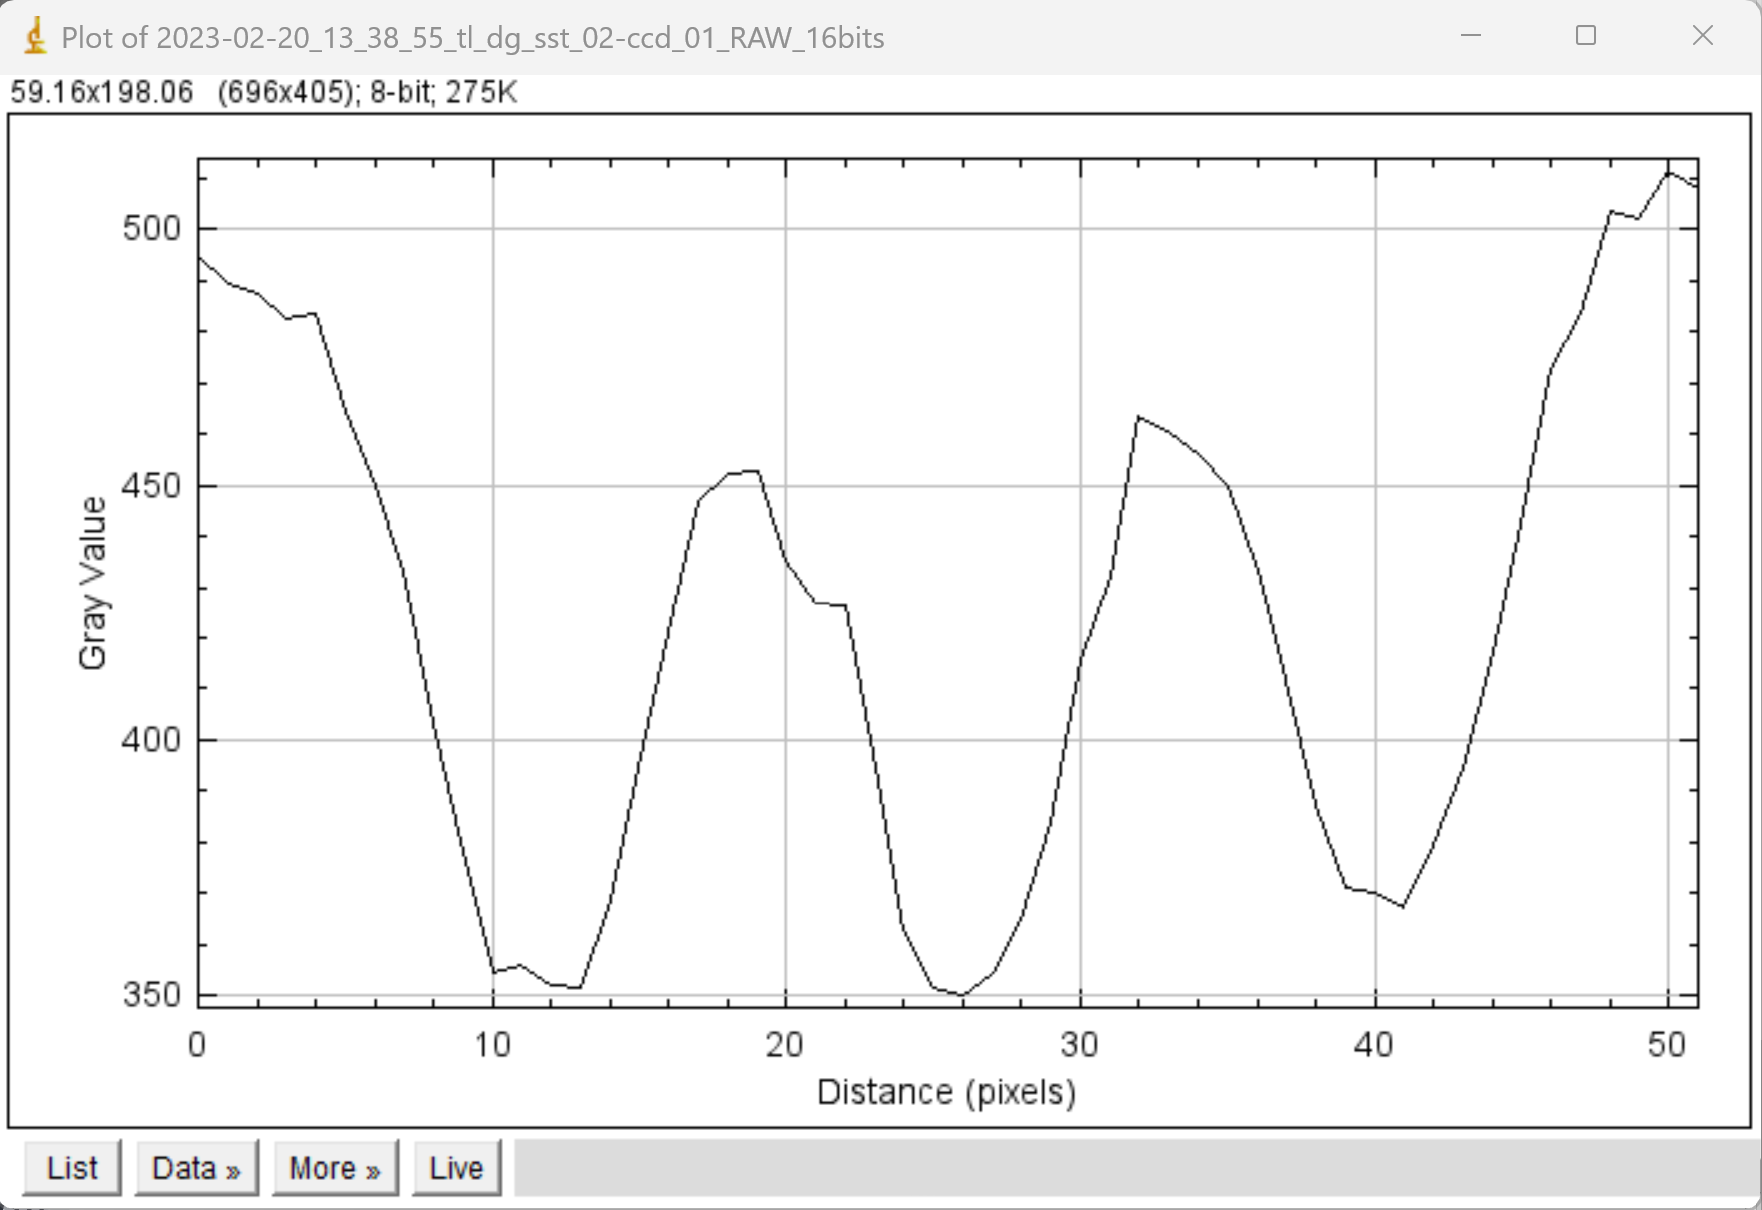 Plot of 2023-02-20_13_38_55_tl_dg_sst_02-ccd_01_RAW_16bits
59.16x198.06 (696x405); 8-bit; 275K
500
450
400
350
Gray Value
0 10 20 30 40 50
Distance (pixels)
List Data » More » Live